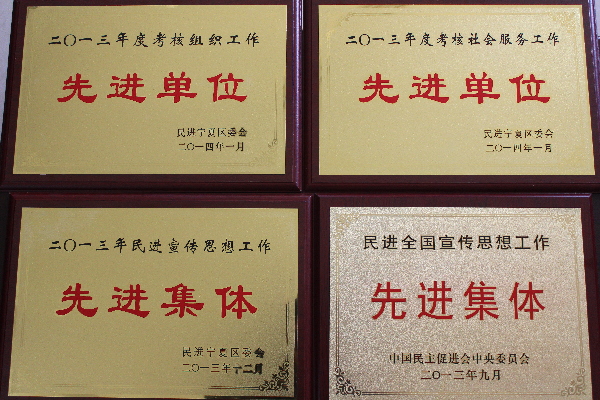 二〇一三年度考核组织工作
先进单位
民进宁夏区委会
二〇一四年一月
二〇一三年度考核社会服务工作
先进单位
民进宁夏区委会
二〇一四年一月
二〇一三年民进宣传思想工作
先进集体
民进宁夏区委会
二〇一三年十二月
民进全国宣传思想工作
先进集体
中国民主促进会中央委员会
二〇一三年九月